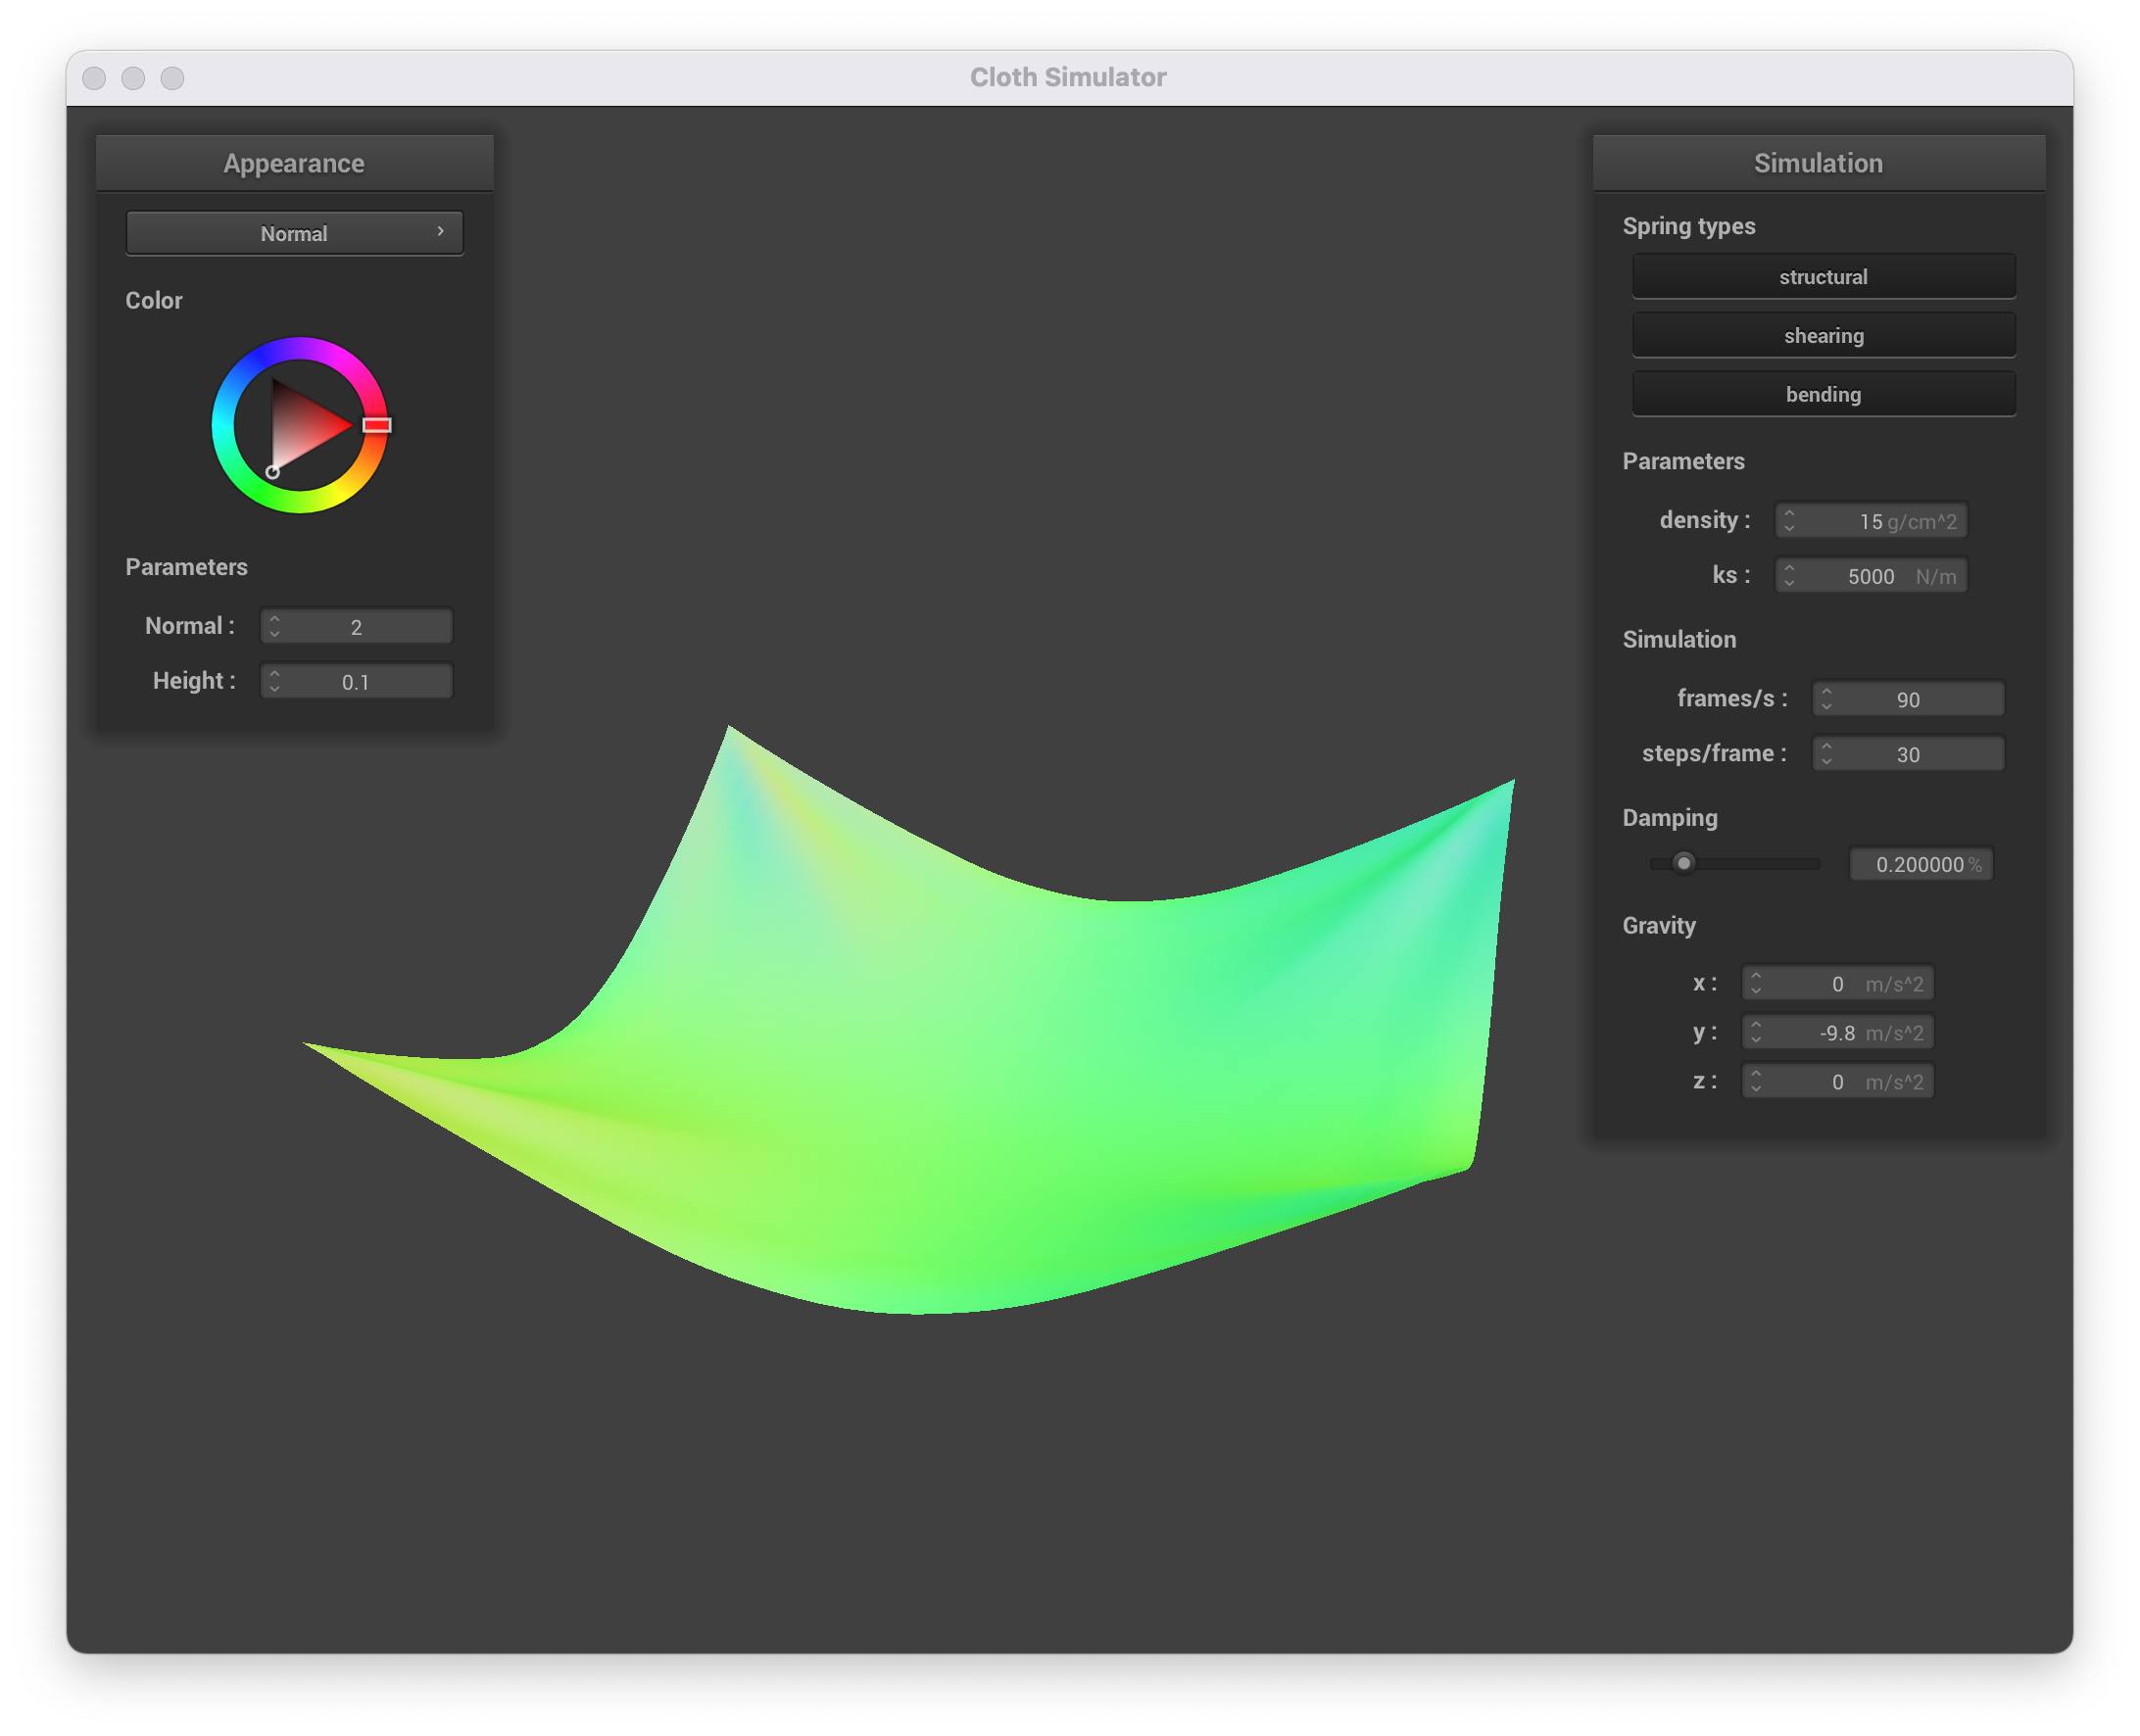 Cloth Simulator
Appearance
Normal
Color
Parameters
Normal : 2
Height : 0.1
Simulation
Spring types
structural
shearing
bending
Parameters
density : 15 g/cm^2
ks : 5000 N/m
Simulation
frames/s : 90
steps/frame : 30
Damping
0.200000 %
Gravity
x : 0 m/s^2
y : -9.8 m/s^2
z : 0 m/s^2